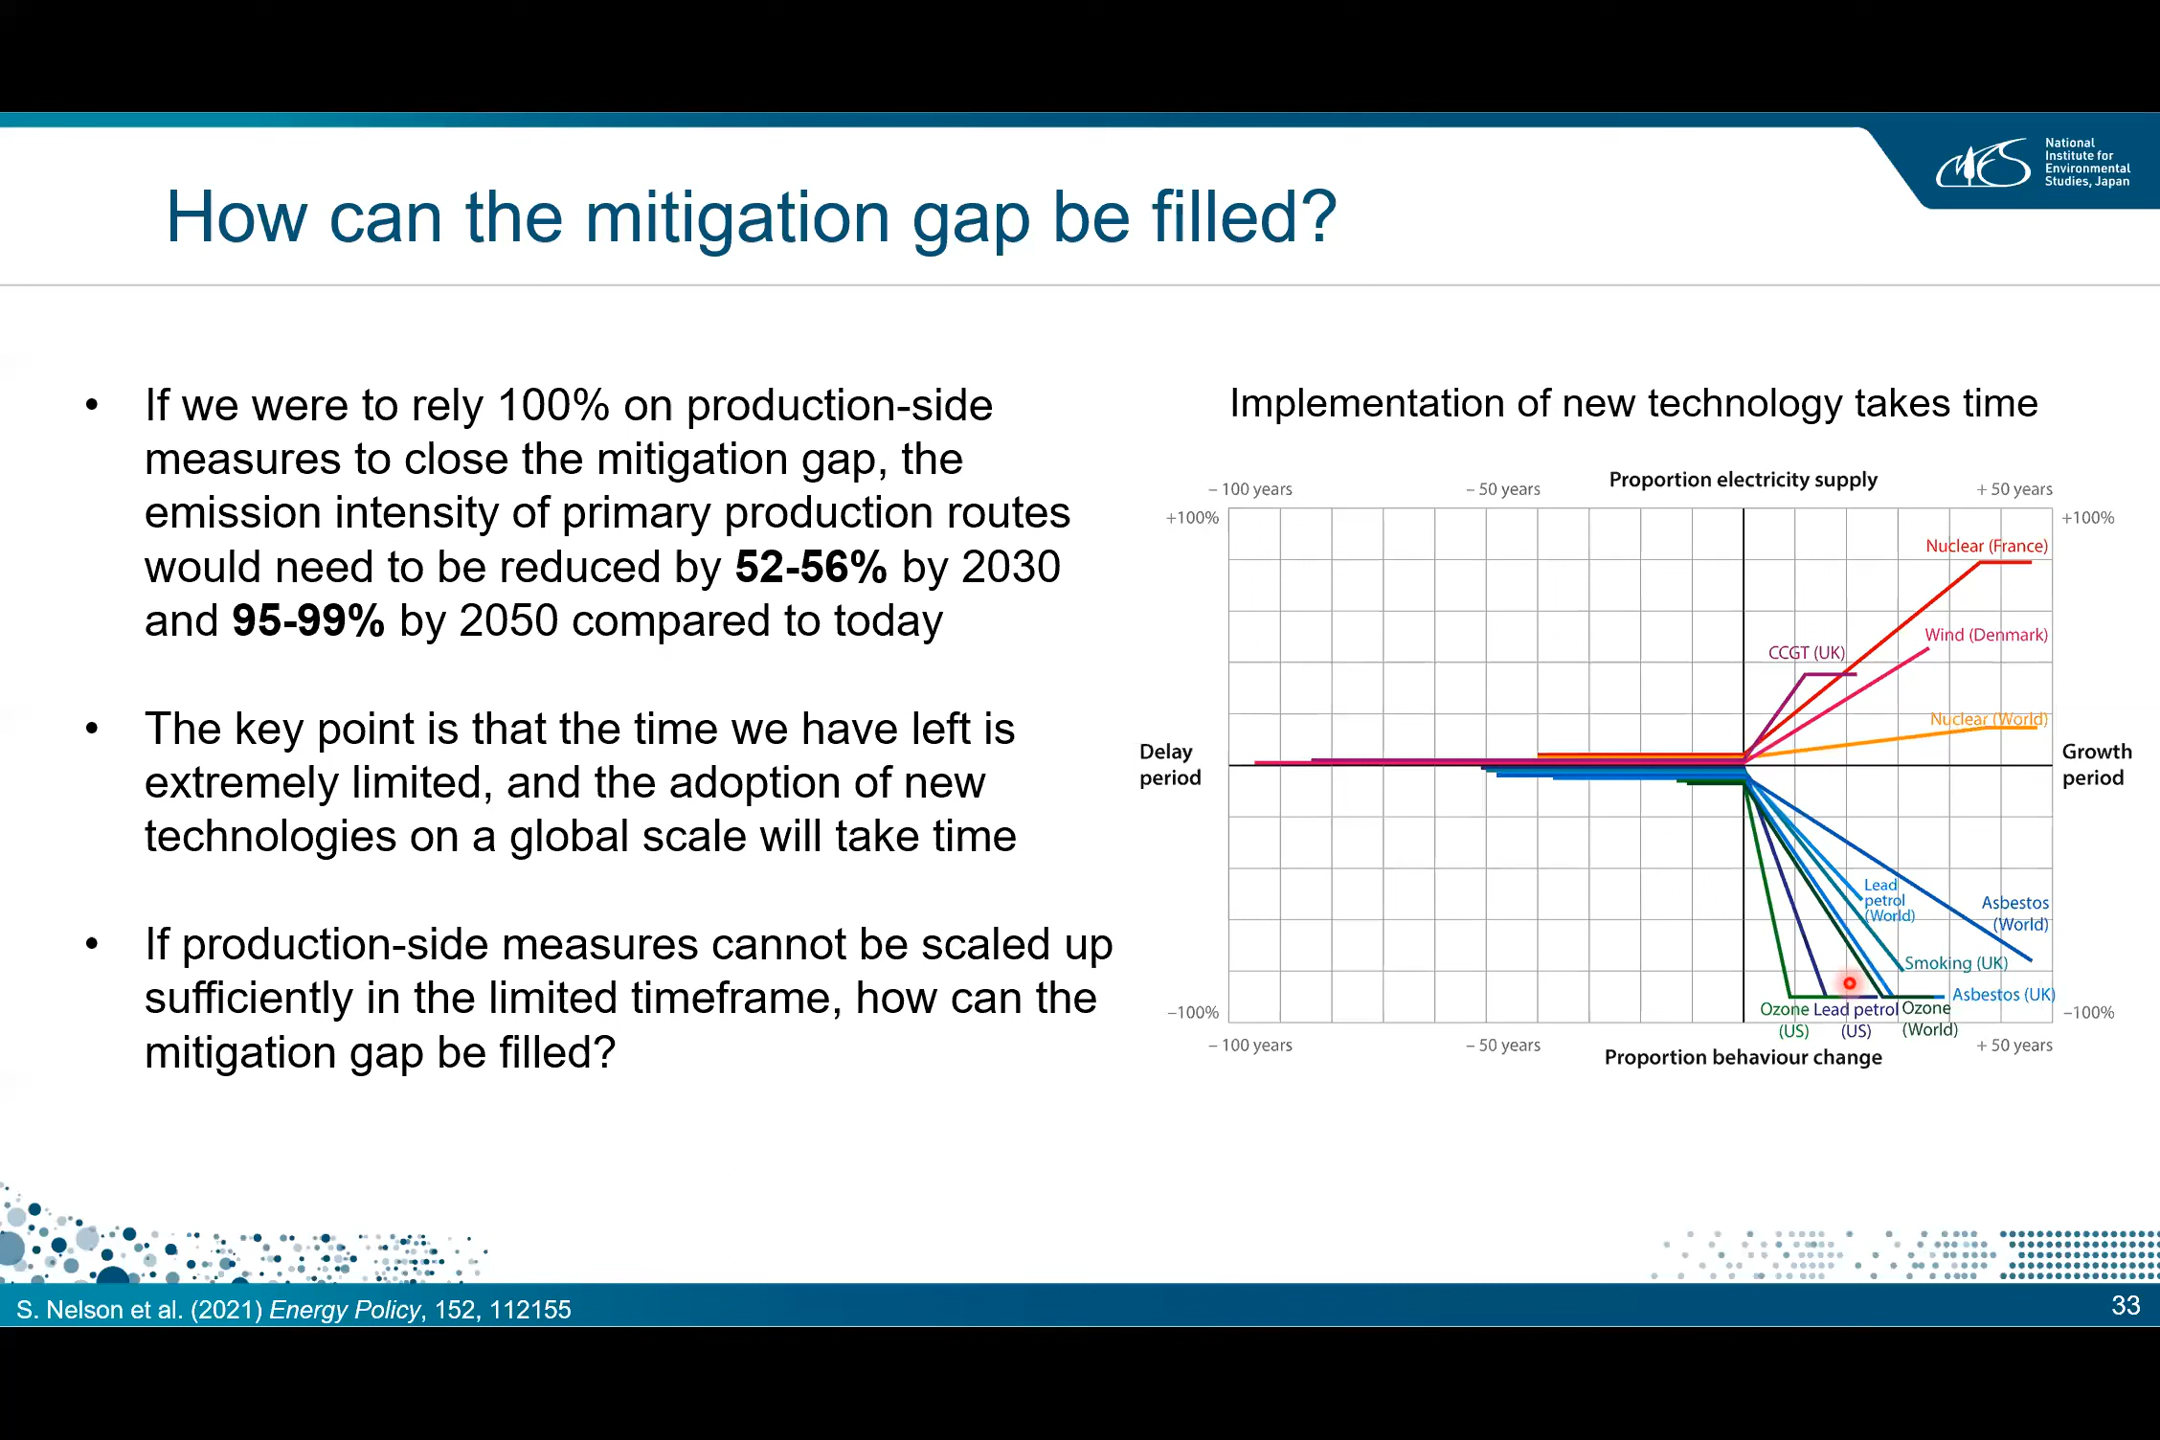 National
Institute for
Environmental
Studies, Japan
How can the mitigation gap be filled?
• If we were to rely 100% on production-side
measures to close the mitigation gap, the
emission intensity of primary production routes
would need to be reduced by 52-56% by 2030
and 95-99% by 2050 compared to today
• The key point is that the time we have left is
extremely limited, and the adoption of new
technologies on a global scale will take time
• If production-side measures cannot be scaled up
sufficiently in the limited timeframe, how can the
mitigation gap be filled?
Implementation of new technology takes time
Proportion electricity supply
– 100 years – 50 years + 50 years
+100% +100%
Nuclear (France)
Wind (Denmark)
CCGT (UK)
Nuclear (World)
Delay
period
Growth
period
Lead
petrol
(World)
Asbestos
(World)
Smoking (UK)
Asbestos (UK)
Ozone
(US)
Lead petrol
(US)
Ozone
(World)
–100% –100%
– 100 years – 50 years + 50 years
Proportion behaviour change
S. Nelson et al. (2021) Energy Policy, 152, 112155
33